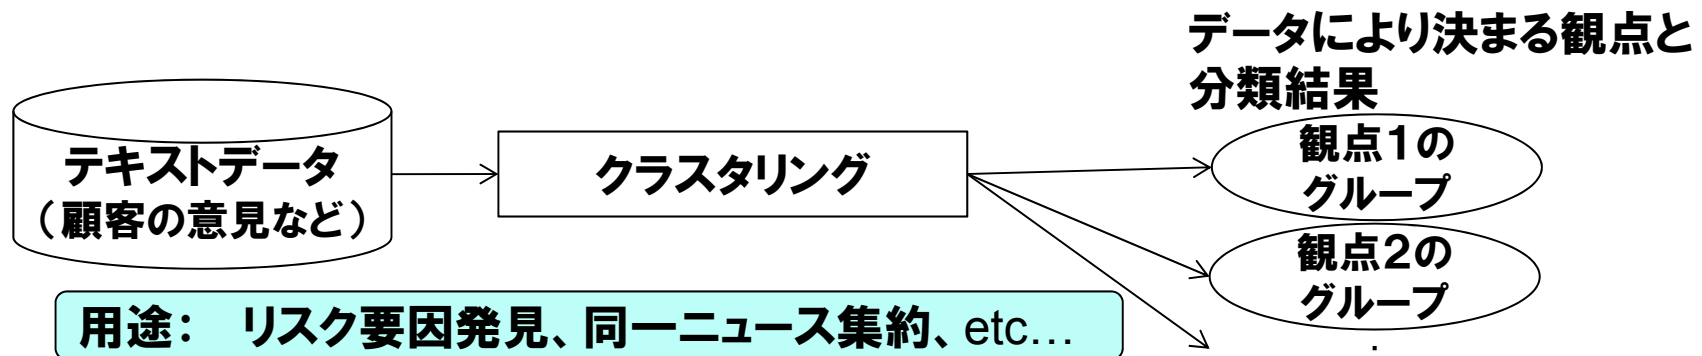 データにより決まる観点と
分類結果
テキストデータ
（顧客の意見など）
クラスタリング
観点１の
グループ
観点２の
グループ
用途：　リスク要因発見、同一ニュース集約、etc…
.